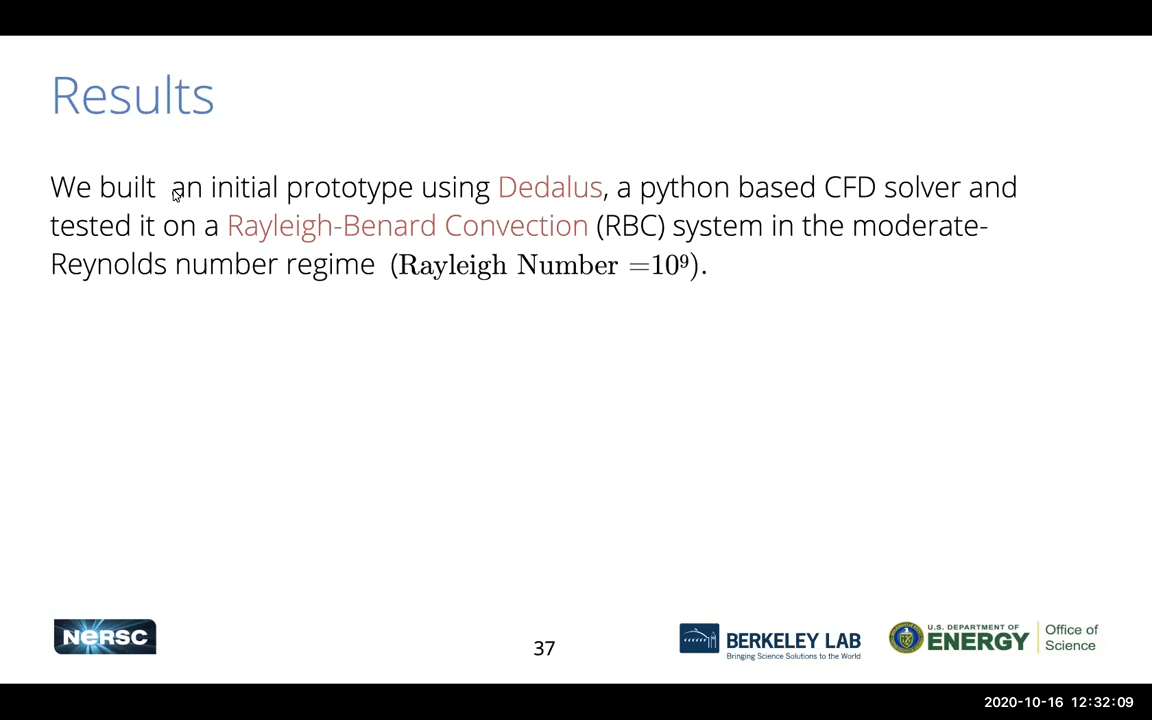 Results
We built an initial prototype using Dedalus, a python based CFD solver and
tested it on a Rayleigh-Benard Convection (RBC) system in the moderate-
Reynolds number regime (Rayleigh Number =10⁹).
NERSC
37
BERKELEY LAB
Bringing Science Solutions to the World
U.S. DEPARTMENT OF
ENERGY
Office of
Science
2020-10-16 12:32:09